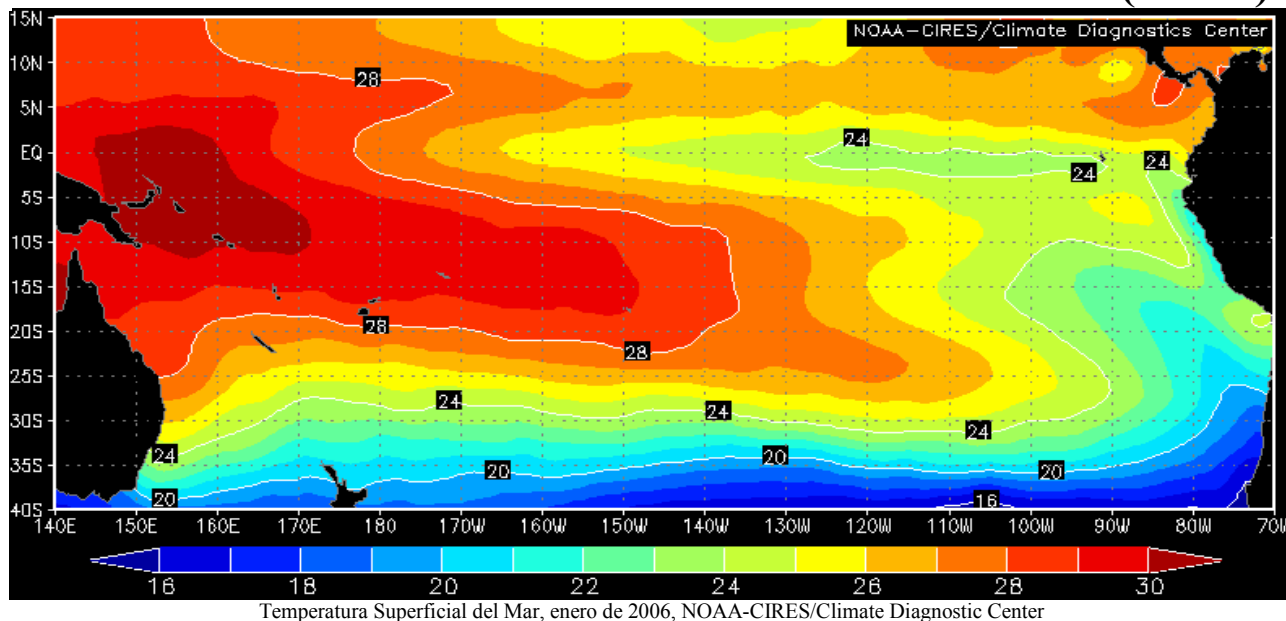 15N
NOAA-CIRES/Climate Diagnostics Center
10N
28
5N
24
EQ
24
24
5S
10S
15S
20S
28
28
25S
24
24
30S
24
24
35S
20
20
20
20
40S
16
140E 150E 160E 170E 180 170W 160W 150W 140W 130W 120W 110W 100W 90W 80W 70W
16 18 20 22 24 26 28 30
Temperatura Superficial del Mar, enero de 2006, NOAA-CIRES/Climate Diagnostic Center